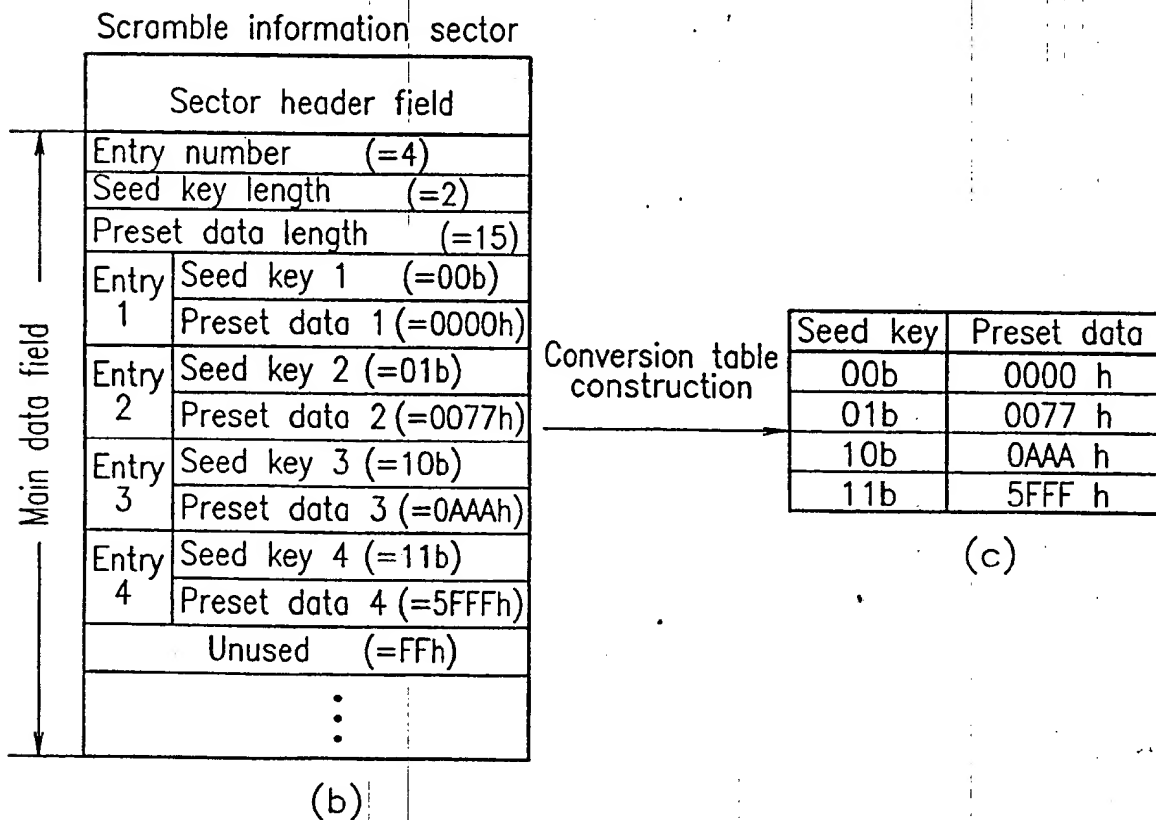 Scramble information sector
Sector header field
Main data field
Entry number (=4)
Seed key length (=2)
Preset data length (=15)
Entry 1
Seed key 1 (=00b)
Preset data 1 (=0000h)
Entry 2
Seed key 2 (=01b)
Preset data 2 (=0077h)
Entry 3
Seed key 3 (=10b)
Preset data 3 (=0AAAh)
Entry 4
Seed key 4 (=11b)
Preset data 4 (=5FFFh)
Unused (=FFh)
(b)
Conversion table
construction
Seed key Preset data
00b 0000 h
01b 0077 h
10b 0AAA h
11b 5FFF h
(c)